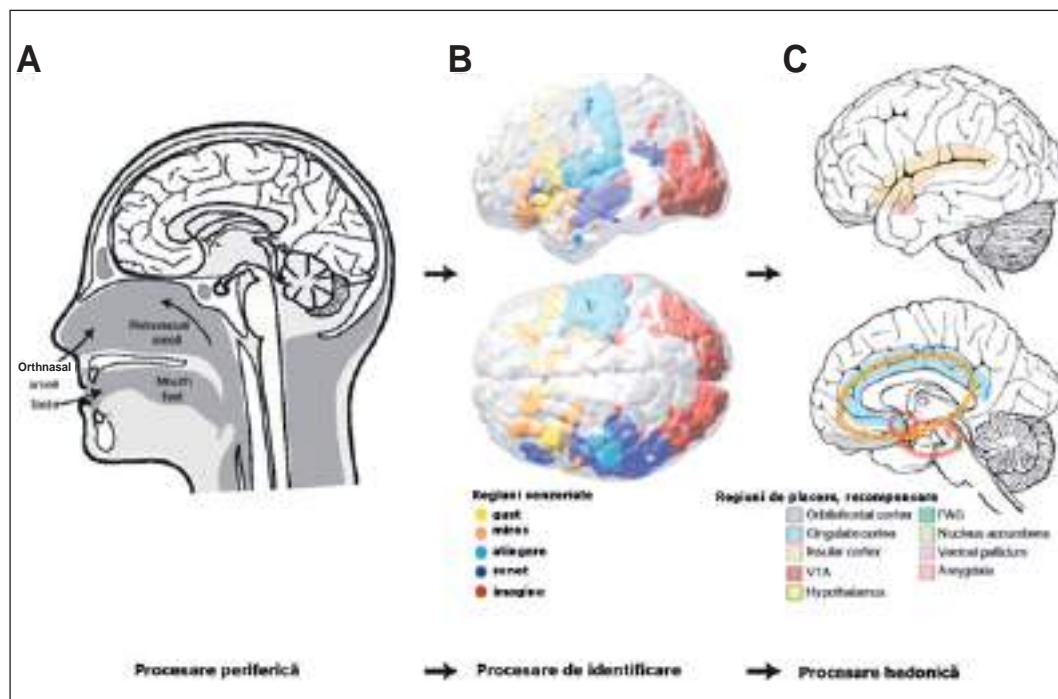 A
B
C
Retronasal
smell
Orthnasal
smell
taste
Mouth
feel
Regiuni senzoriale
gust
miros
atingere
sunet
imagine
Regiuni de placere, recompensare
Orbitofrontal cortex
Cingulate cortex
Insular cortex
VTA
Hypothalamus
PAG
Nucleus accumbens
Ventral pallidum
Amygdala
Procesare periferică
Procesare de identificare
Procesare hedonică